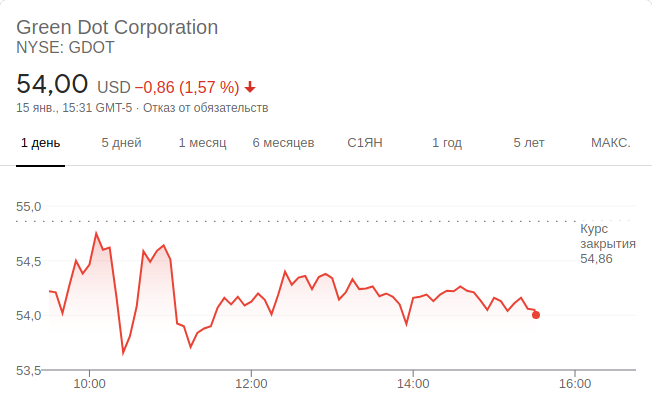 Green Dot Corporation
NYSE: GDOT
54,00 USD −0,86 (1,57 %)
15 янв., 15:31 GMT-5 · Отказ от обязательств
1 день 5 дней 1 месяц 6 месяцев С1ЯН 1 год 5 лет МАКС.
55,0
Курс
закрытия
54,86
54,5
54,0
53,5
10:00 12:00 14:00 16:00